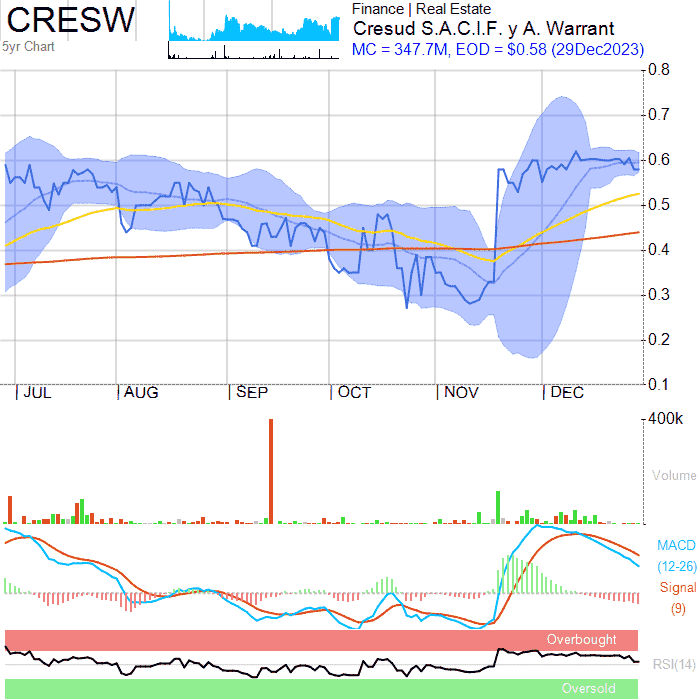 CRESW
5yr Chart
Finance | Real Estate
Cresud S.A.C.I.F. y A. Warrant
MC = 347.7M, EOD = $0.58 (29Dec2023)
0.8
0.7
0.6
0.5
0.4
0.3
0.2
0.1
JUL AUG SEP OCT NOV DEC
400k
Volume
MACD
(12-26)
Signal
(9)
Overbought
RSI(14)
Oversold